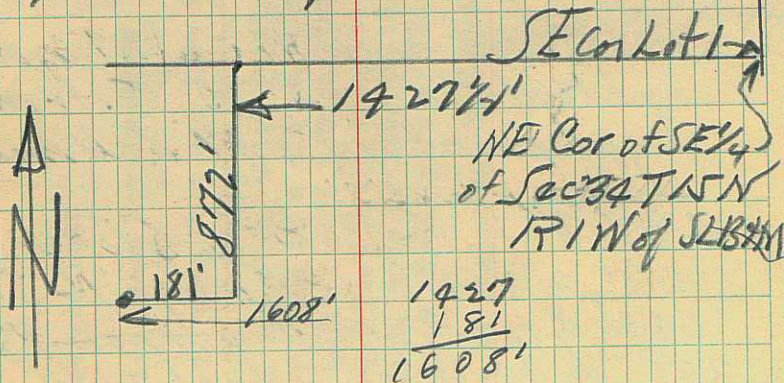 SE Cor Lot 1
1427½'
NE Cor of SE¼
of Sec 34 T15N
R1W of SLB&M
872'
N
181'
1608'
1427
181
1608'